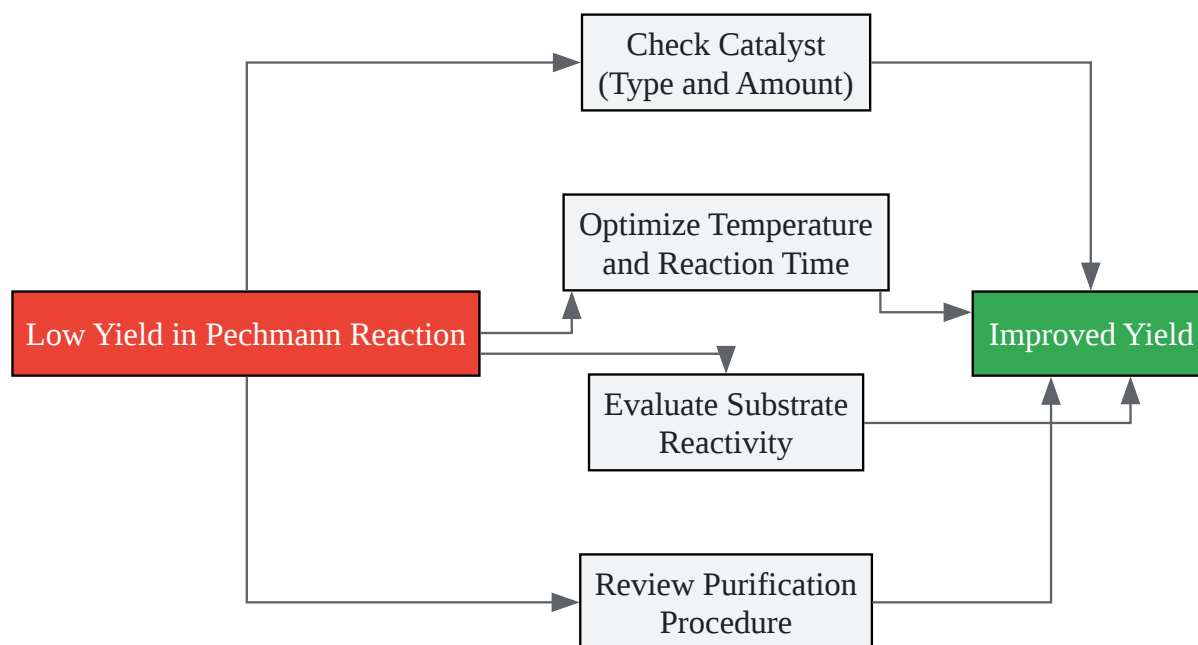 Check Catalyst
(Type and Amount)
Optimize Temperature
and Reaction Time
Low Yield in Pechmann Reaction
Improved Yield
Evaluate Substrate
Reactivity
Review Purification
Procedure